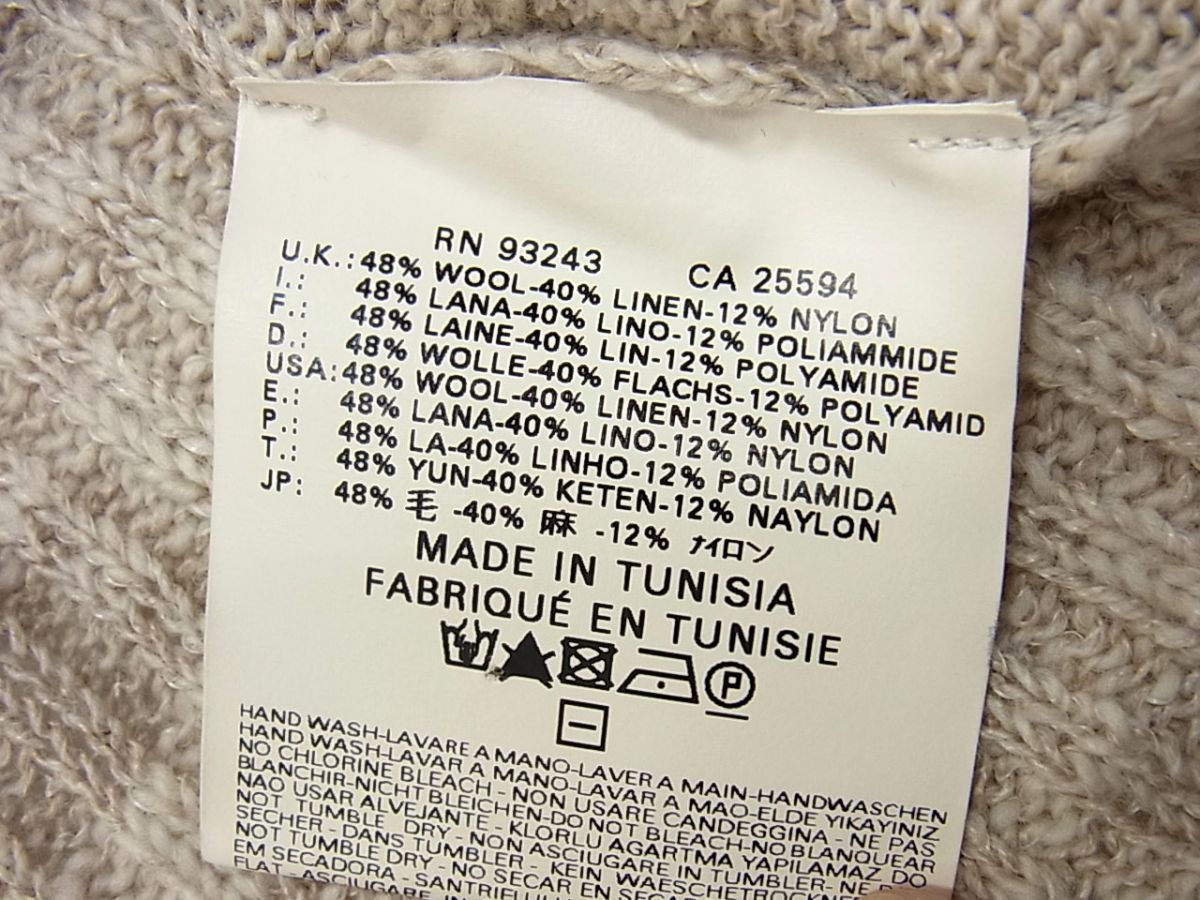 RN 93243 CA 25594
U.K.: 48% WOOL-40% LINEN-12% NYLON
I.: 48% LANA-40% LINO-12% POLIAMMIDE
F.: 48% LAINE-40% LIN-12% POLYAMIDE
D.: 48% WOLLE-40% FLACHS-12% POLYAMID
USA: 48% WOOL-40% LINEN-12% NYLON
E.: 48% LANA-40% LINO-12% NYLON
P.: 48% LA-40% LINHO-12% POLIAMIDA
T.: 48% YUN-40% KETEN-12% NAYLON
JP: 48% 毛 -40% 麻 -12% ナイロン
MADE IN TUNISIA
FABRIQUÉ EN TUNISIE
P
HAND WASH-LAVARE A MANO-LAVER A MAIN-HANDWASCHEN
HAND WASH-LAVAR A MANO-LAVAR A MAO-ELDE YIKAYINIZ
NO CHLORINE BLEACH - NON USARE CANDEGGINA - NE PAS
BLANCHIR-NICHT BLEICHEN-DO NOT BLEACH-NO BLANQUEAR
NAO USAR ALVEJANTE - KLORLU AGARTMA YAPILAMAZ DO
NOT TUMBLE DRY - NON ASCIUGARE IN TUMBLER- NE
SECHER - DANS TUMBLER - KEIN WAESCHETROCKNER
NOT TUMBLE DRY - NO SECAR EN
EM SECADORA -
FLAT - ASCIUGARE